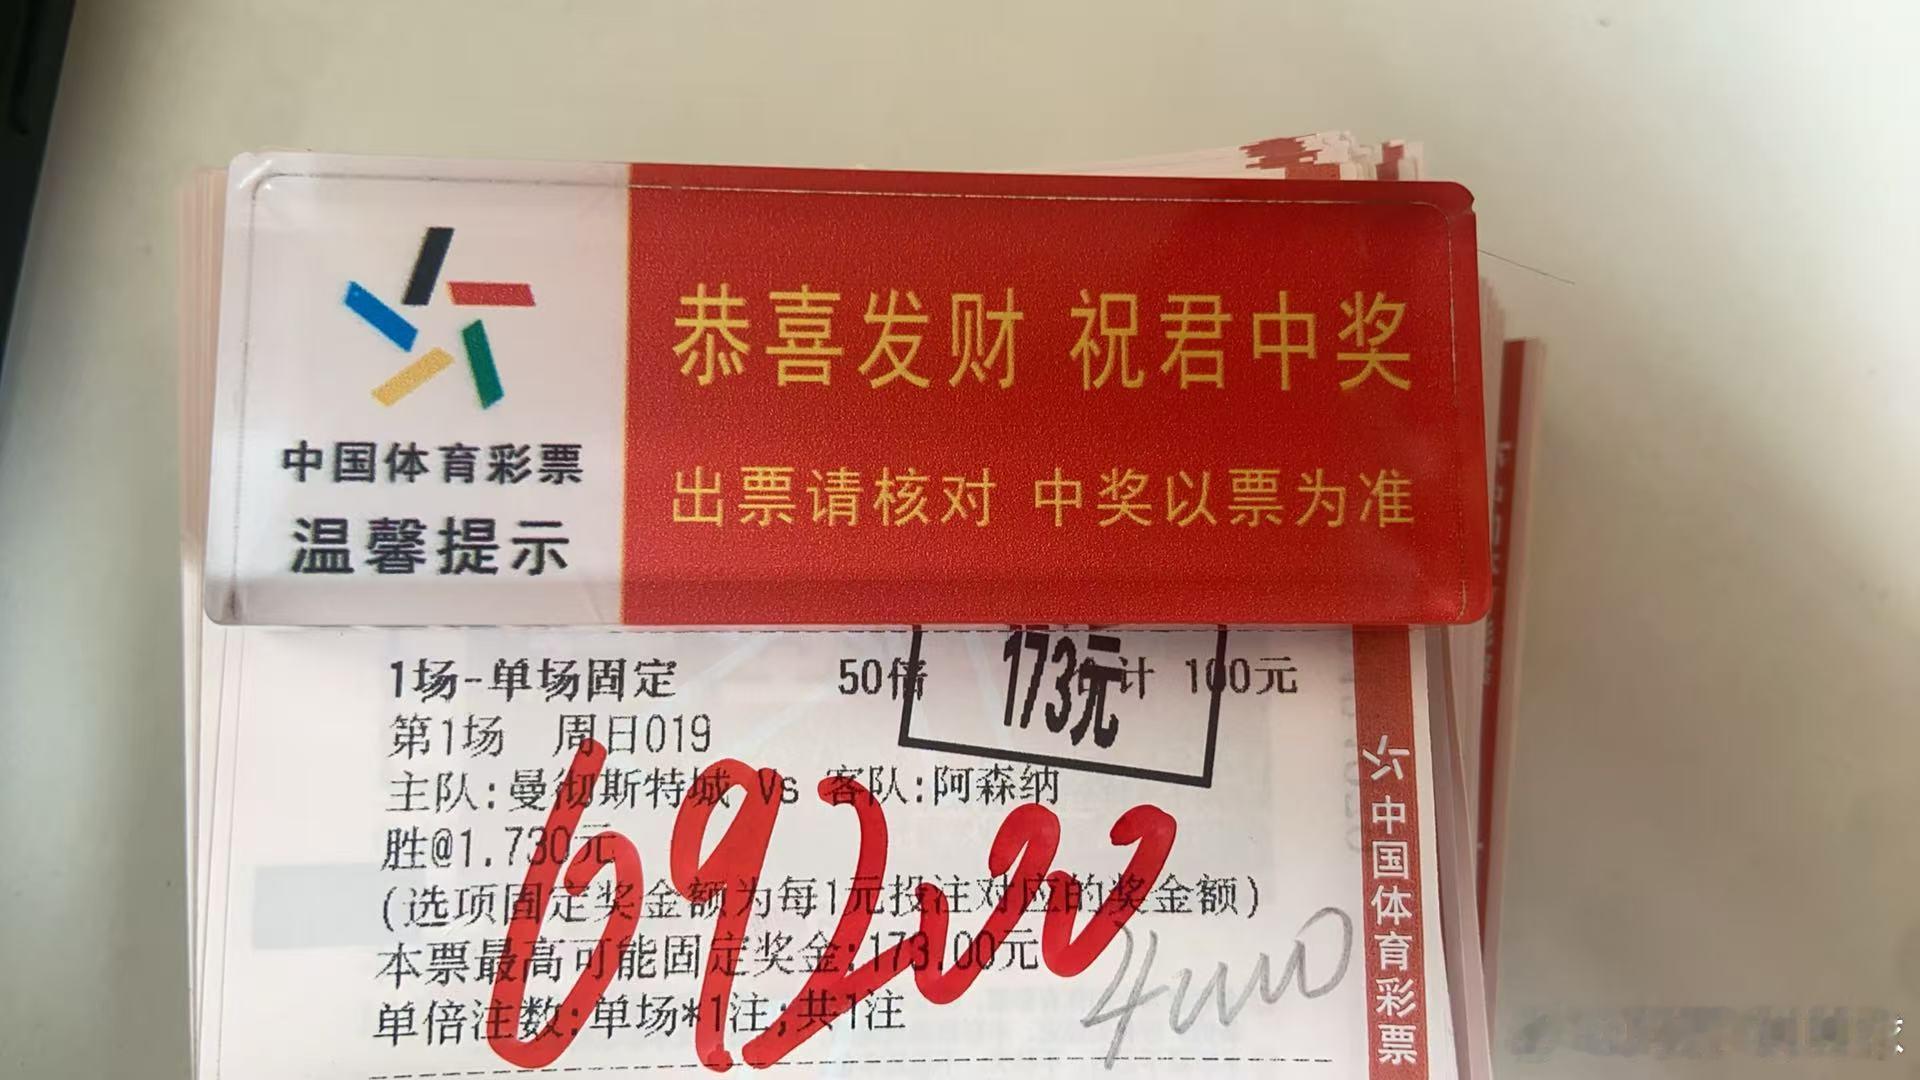 中国体育彩票
温馨提示
恭喜发财 祝君中奖
出票请核对 中奖以票为准
173元
1场-单场固定 50倍 计 100元
第1场 周日019
主队:曼彻斯特城 Vs 客队:阿森纳
胜@1.730元
(选项固定奖金额为每1元投注对应的奖金额)
本票最高可能固定奖金:173.00元
单倍注数:单场*1注;共1注
69200
40000
中国体育彩票